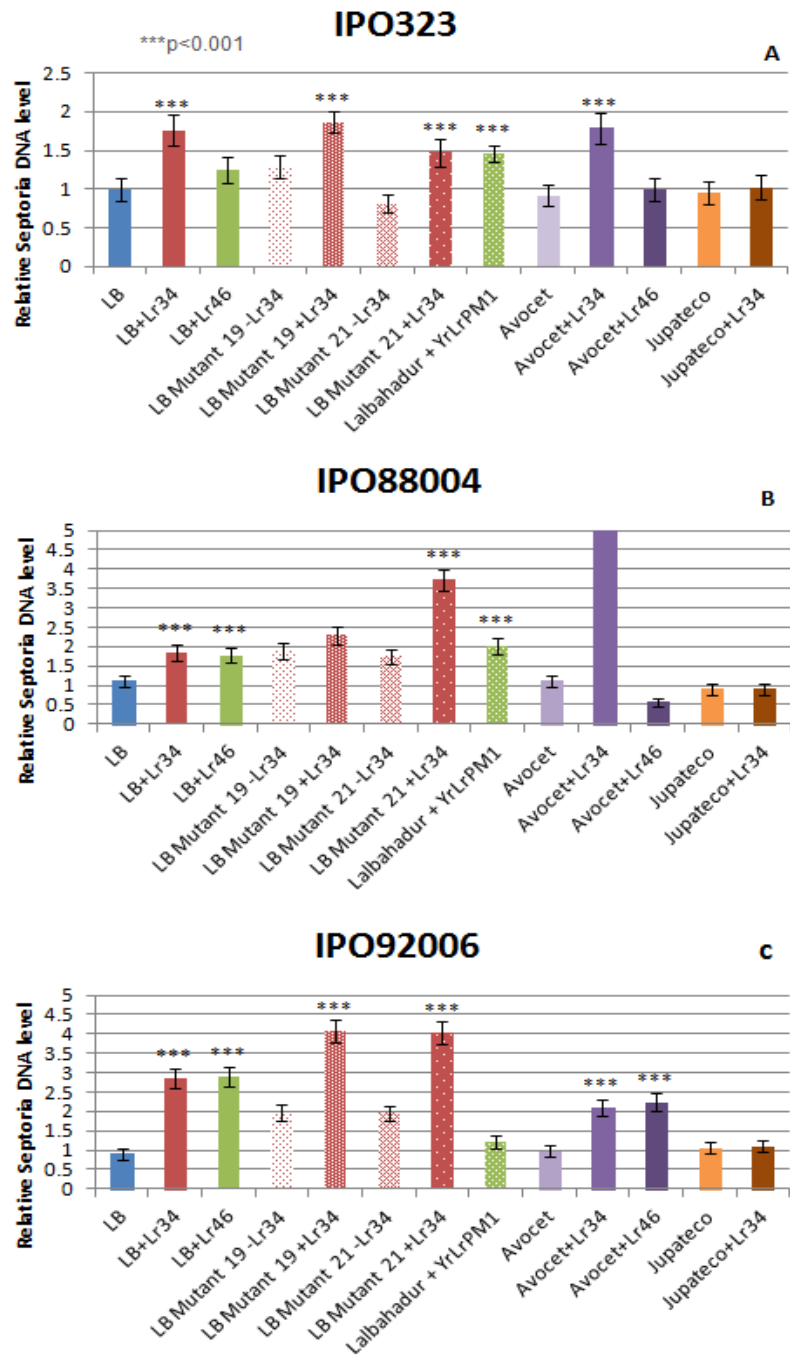 IPO323
***p<0.001
A
Relative Septoria DNA level
2.5
2
1.5
1
0.5
0
***
***
***
***
***
LB
LB+Lr34
LB+Lr46
LB Mutant 19 -Lr34
LB Mutant 19 +Lr34
LB Mutant 21 -Lr34
LB Mutant 21 +Lr34
Lalbahadur + YrLrPM1
Avocet
Avocet+Lr34
Avocet+Lr46
Jupateco
Jupateco+Lr34
IPO88004
B
Relative Septoria DNA level
5
4.5
4
3.5
3
2.5
2
1.5
1
0.5
0
***
***
***
***
LB
LB+Lr34
LB+Lr46
LB Mutant 19 -Lr34
LB Mutant 19 +Lr34
LB Mutant 21 -Lr34
LB Mutant 21 +Lr34
Lalbahadur + YrLrPM1
Avocet
Avocet+Lr34
Avocet+Lr46
Jupateco
Jupateco+Lr34
IPO92006
c
Relative Septoria DNA level
5
4.5
4
3.5
3
2.5
2
1.5
1
0.5
0
***
***
***
***
***
***
LB
LB+Lr34
LB+Lr46
LB Mutant 19 -Lr34
LB Mutant 19 +Lr34
LB Mutant 21 -Lr34
LB Mutant 21 +Lr34
Lalbahadur + YrLrPM1
Avocet
Avocet+Lr34
Avocet+Lr46
Jupateco
Jupateco+Lr34